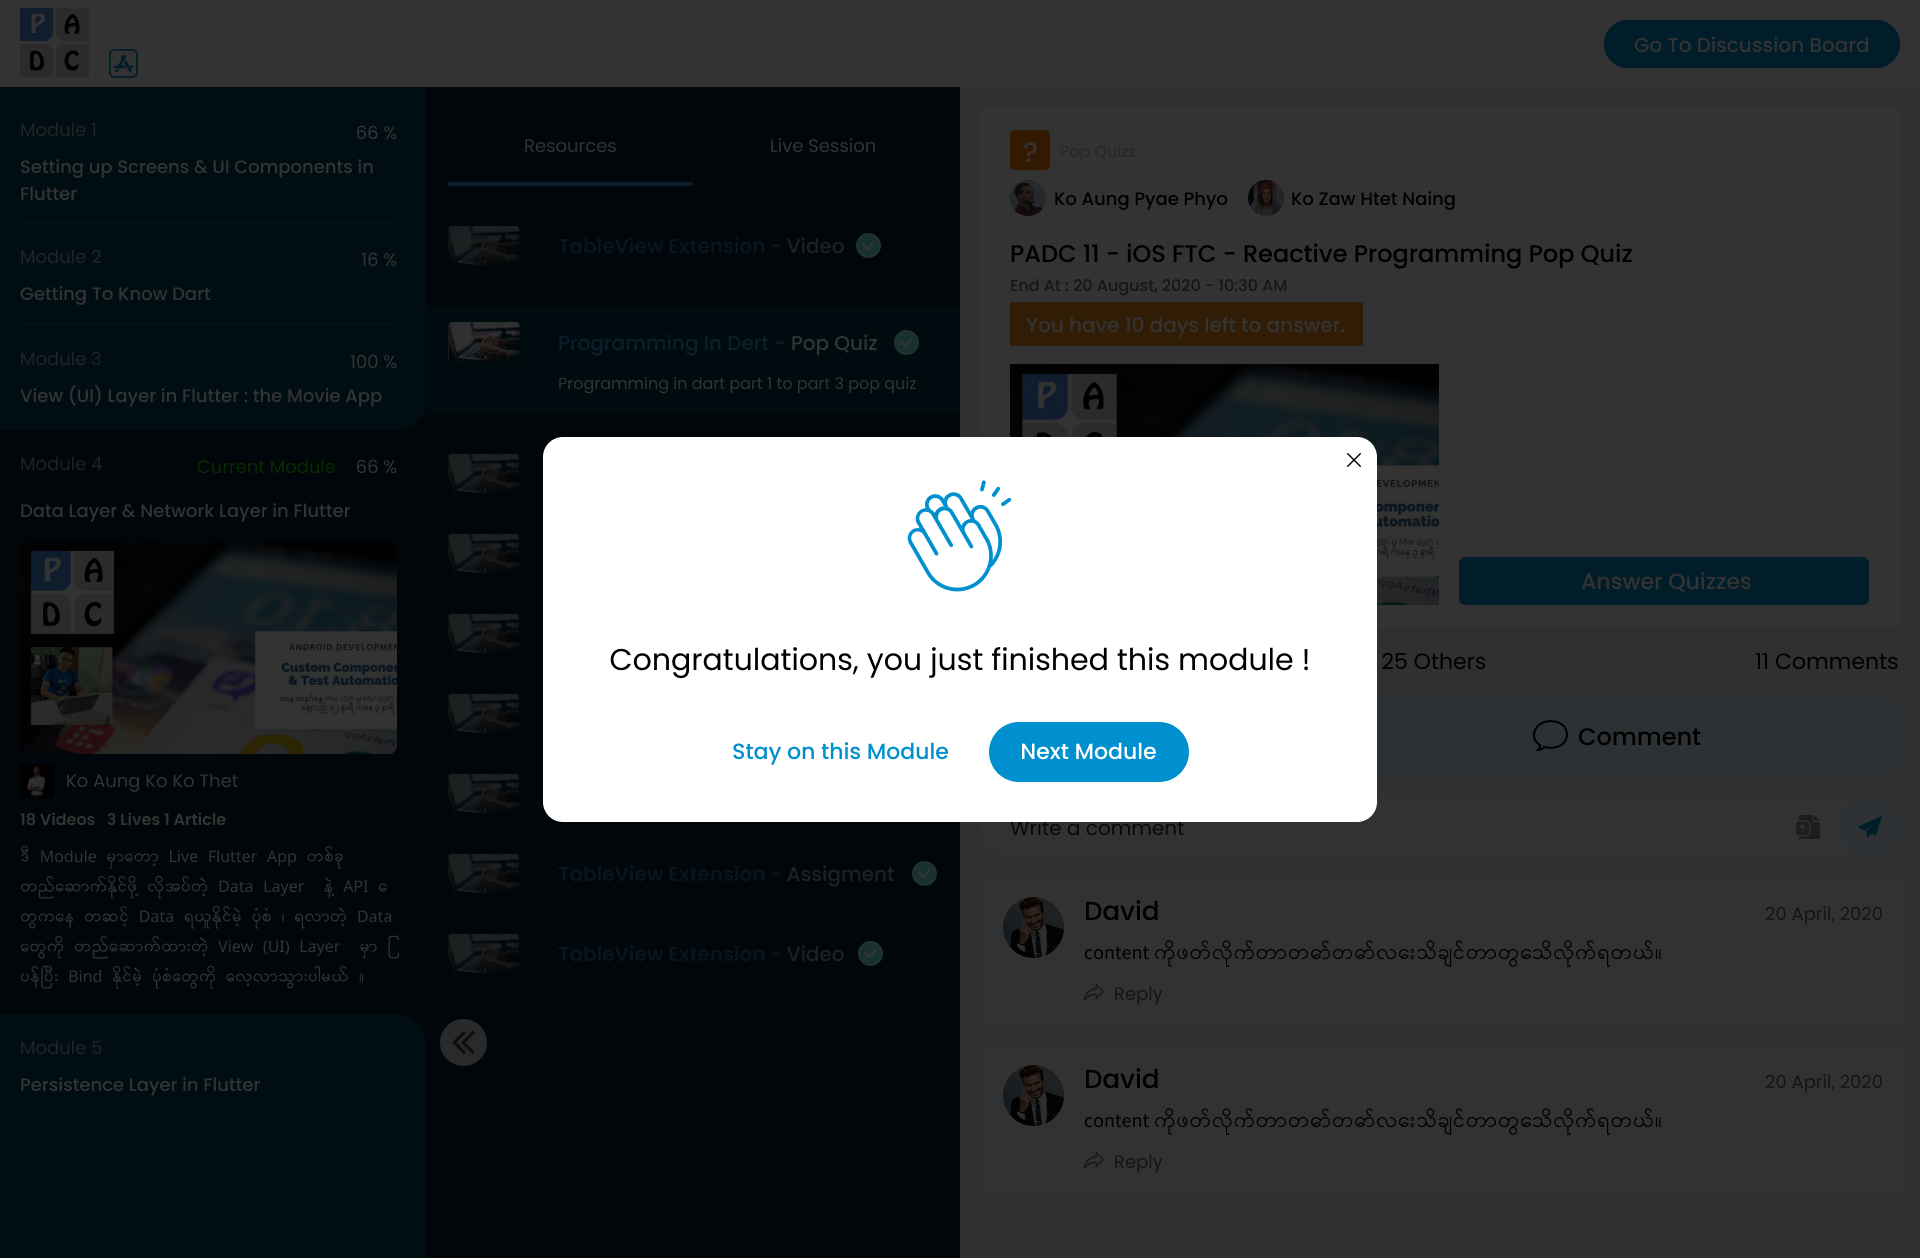 P A
D C
Go To Discussion Board
Module 1
66 %
Setting up Screens & UI Components in
Flutter
Module 2
16 %
Getting To Know Dart
Module 3
100 %
View (UI) Layer in Flutter : the Movie App
Module 4
Current Module
66 %
Data Layer & Network Layer in Flutter
P A
D C
ANDROID DEVELOPMEN
Custom Componen
& Test Automatio
Ko Aung Ko Ko Thet
18 Videos 3 Lives 1 Article
ဒီ Module မှာတော့ Live Flutter App တစ်ခု
တည်ဆောက်နိုင်ဖို့ လိုအပ်တဲ့ Data Layer နဲ့ API ေ
တွကနေ တဆင့် Data ရယူနိုင်မဲ့ ပုံစံ ၊ ရလာတဲ့ Data
တွေကို တည်ဆောက်ထားတဲ့ View (UI) Layer မှာ ြ
ပန်ပြီး Bind နိုင်မဲ့ ပုံစံတွေကို လေ့လာသွားပါမယ် ။
Module 5
Persistence Layer in Flutter
Resources
Live Session
TableView Extension - Video
Programming In Dert - Pop Quiz
Programming in dart part 1 to part 3 pop quiz
TableView Extension - Assigment
TableView Extension - Video
?
Pop Quizz
Ko Aung Pyae Phyo
Ko Zaw Htet Naing
PADC 11 - iOS FTC - Reactive Programming Pop Quiz
End At : 20 August, 2020 - 10:30 AM
You have 10 days left to answer.
P A
D C
DEVELOPMEN
mponen
utomatio
Answer Quizzes
25 Others
11 Comments
Comment
Write a comment
David
20 April, 2020
content ကိုဖတ်လိုက်တာတော်တော်လေးသိချင်တာတွေသိလိုက်ရတယ်။
Reply
David
20 April, 2020
content ကိုဖတ်လိုက်တာတော်တော်လေးသိချင်တာတွေသိလိုက်ရတယ်။
Reply
Congratulations, you just finished this module !
Stay on this Module
Next Module